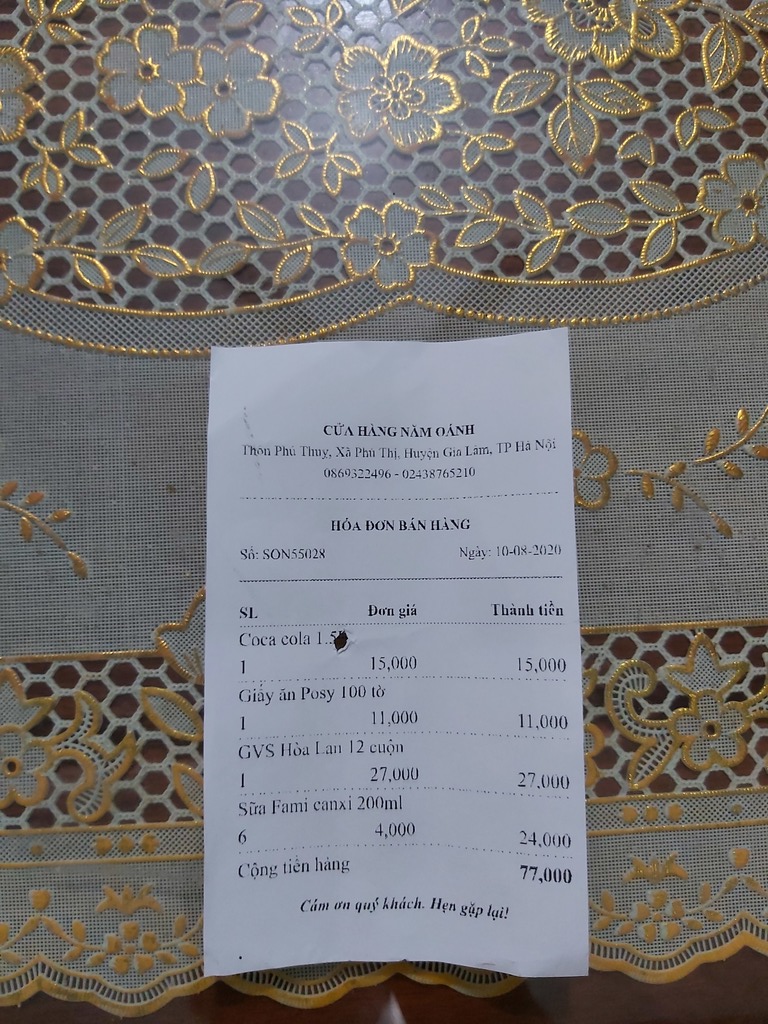 CỬA HÀNG NĂM OÁNH
Thôn Phú Thụy, Xã Phú Thị, Huyện Gia Lâm, TP Hà Nội
0869322496 - 02438765210
HÓA ĐƠN BÁN HÀNG
Số: SON55028 Ngày: 10-08-2020
SL Đơn giá Thành tiền
Coca cola
1 15,000 15,000
Giấy ăn Posy 100 tờ
1 11,000 11,000
GVS Hà Lan 12 cuộn
1 27,000 27,000
Sữa Fami canxi 200ml
6 4,000 24,000
Cộng tiền hàng 77,000
Cảm ơn quý khách. Hẹn gặp lại!